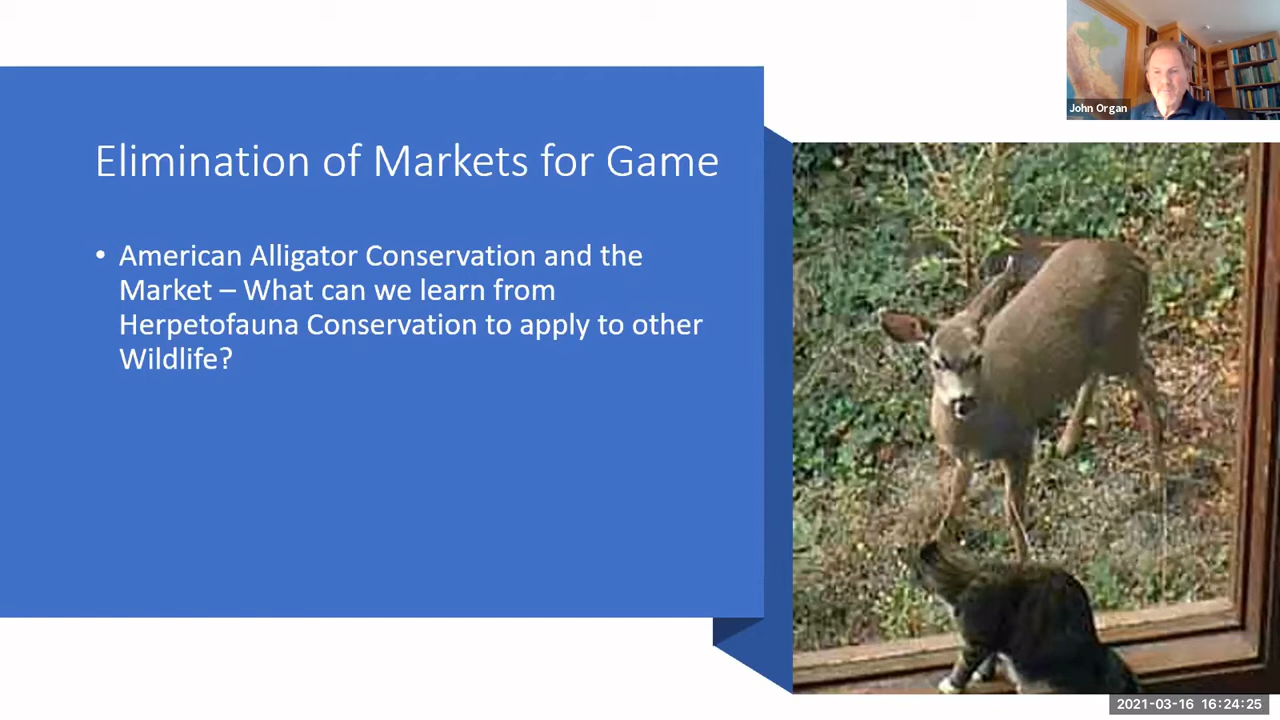 John Organ
Elimination of Markets for Game
• American Alligator Conservation and the
Market – What can we learn from
Herpetofauna Conservation to apply to other
Wildlife?
2021-03-16 16:24:25